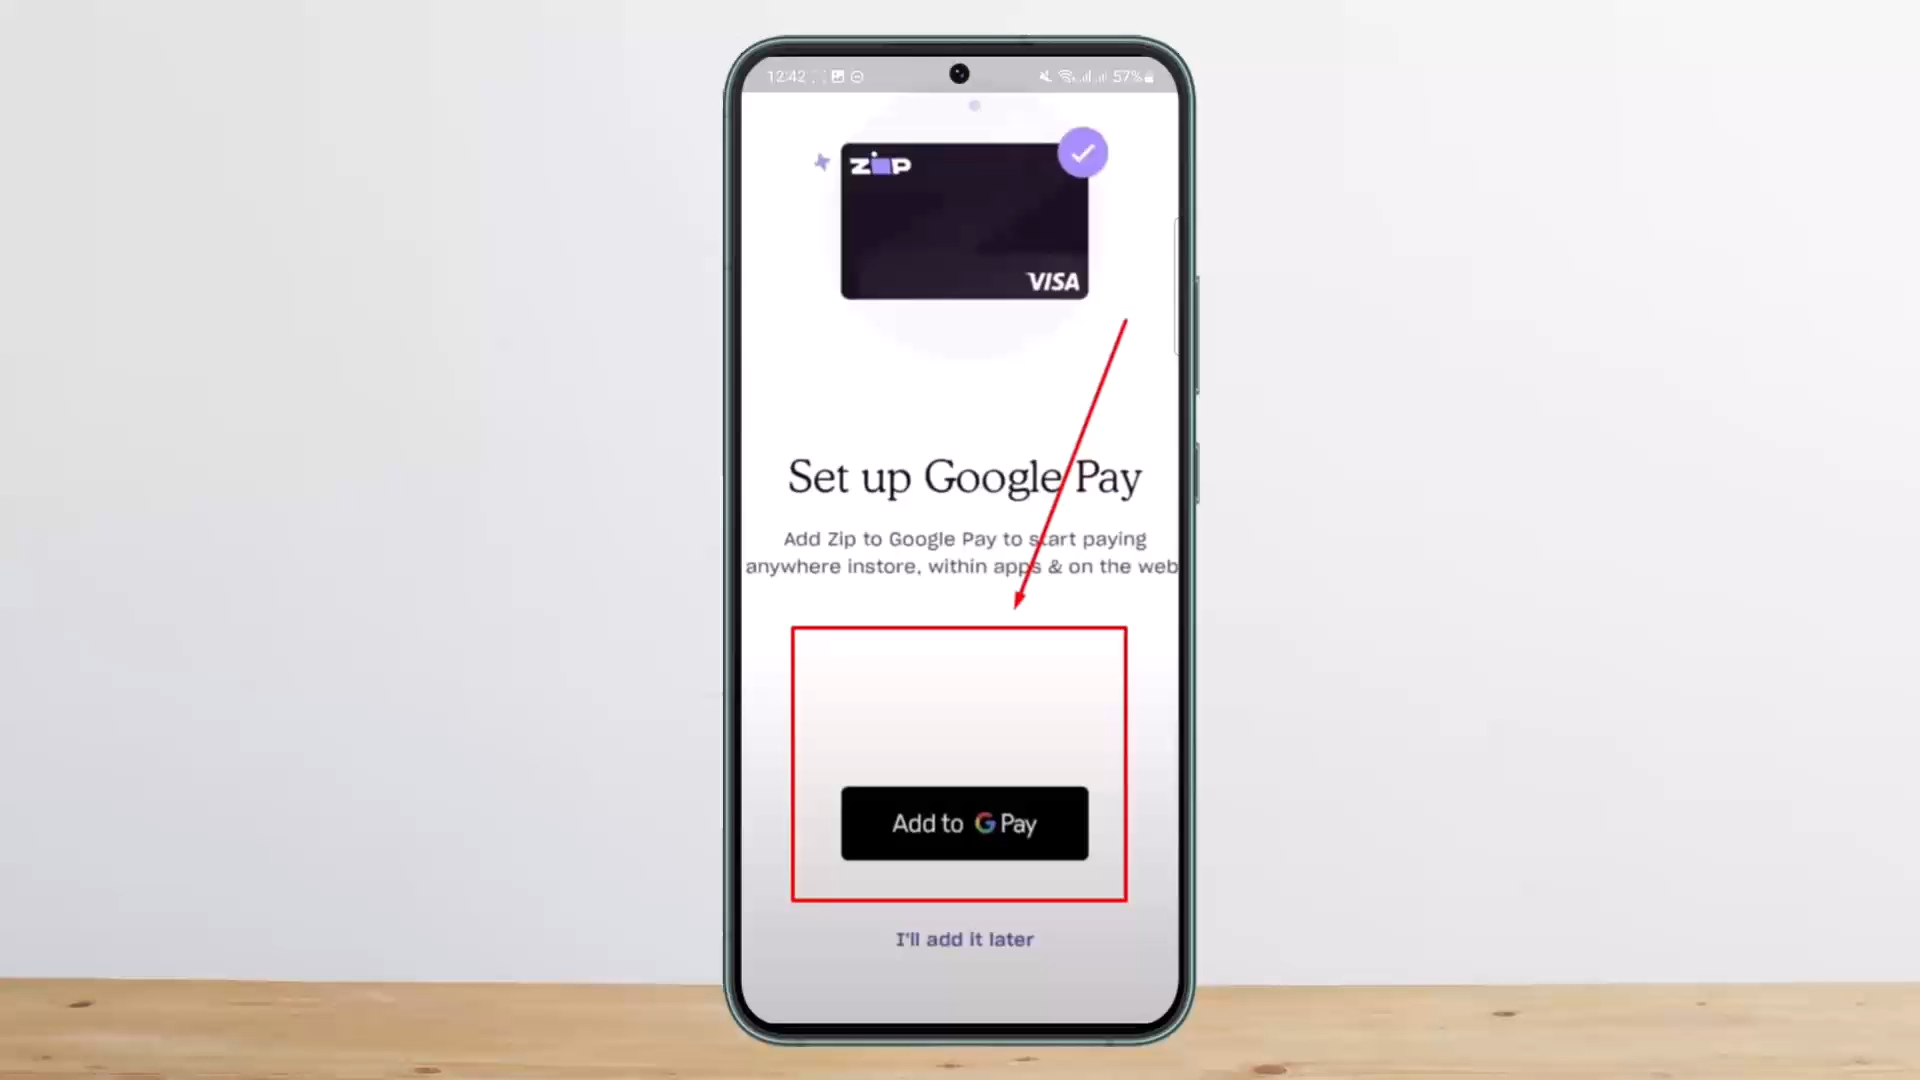 12:42
57%
ZIP
VISA
Set up Google Pay
Add Zip to Google Pay to start paying
anywhere instore, within apps & on the web
Add to G Pay
I'll add it later